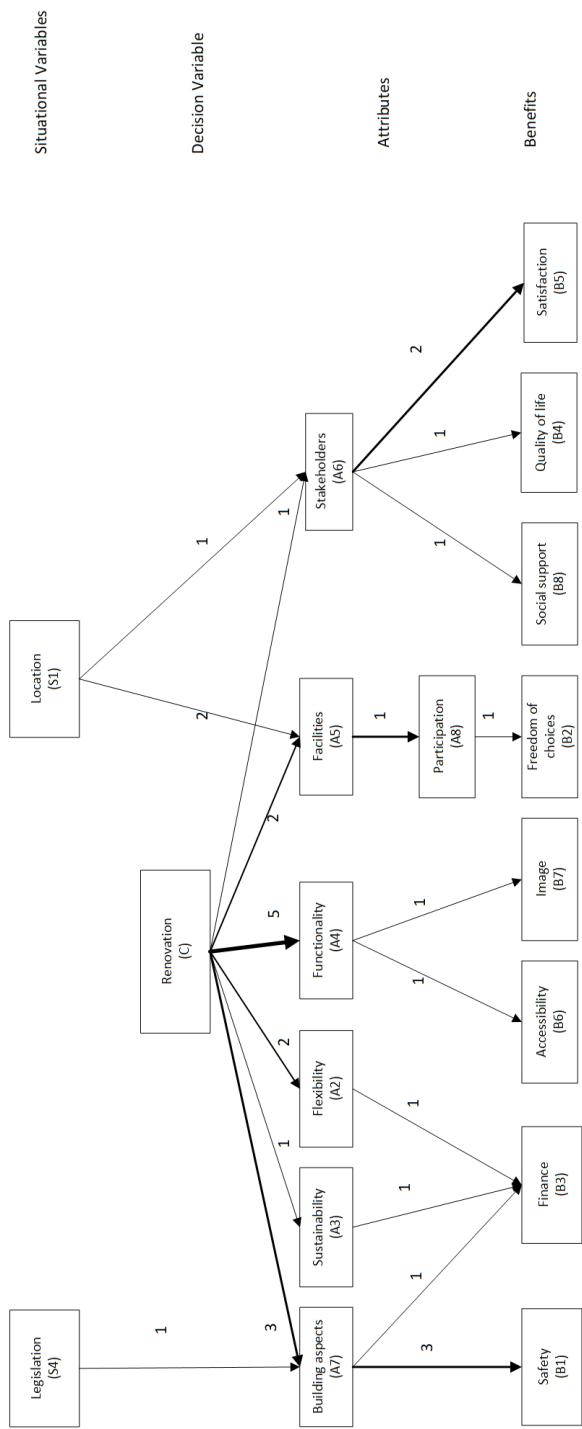 Situational Variables
Legislation
(S4)
Location
(S1)
1
2
1
Decision Variable
Renovation
(C)
3
1
2
5
2
1
Attributes
Building aspects
(A7)
Sustainability
(A3)
Flexibility
(A2)
Functionality
(A4)
Facilities
(A5)
Stakeholders
(A6)
1
Participation
(A8)
3
1
1
1
1
1
1
1
1
2
Benefits
Safety
(B1)
Finance
(B3)
Accessibility
(B6)
Image
(B7)
Freedom of
choices
(B2)
Social support
(B8)
Quality of life
(B4)
Satisfaction
(B5)